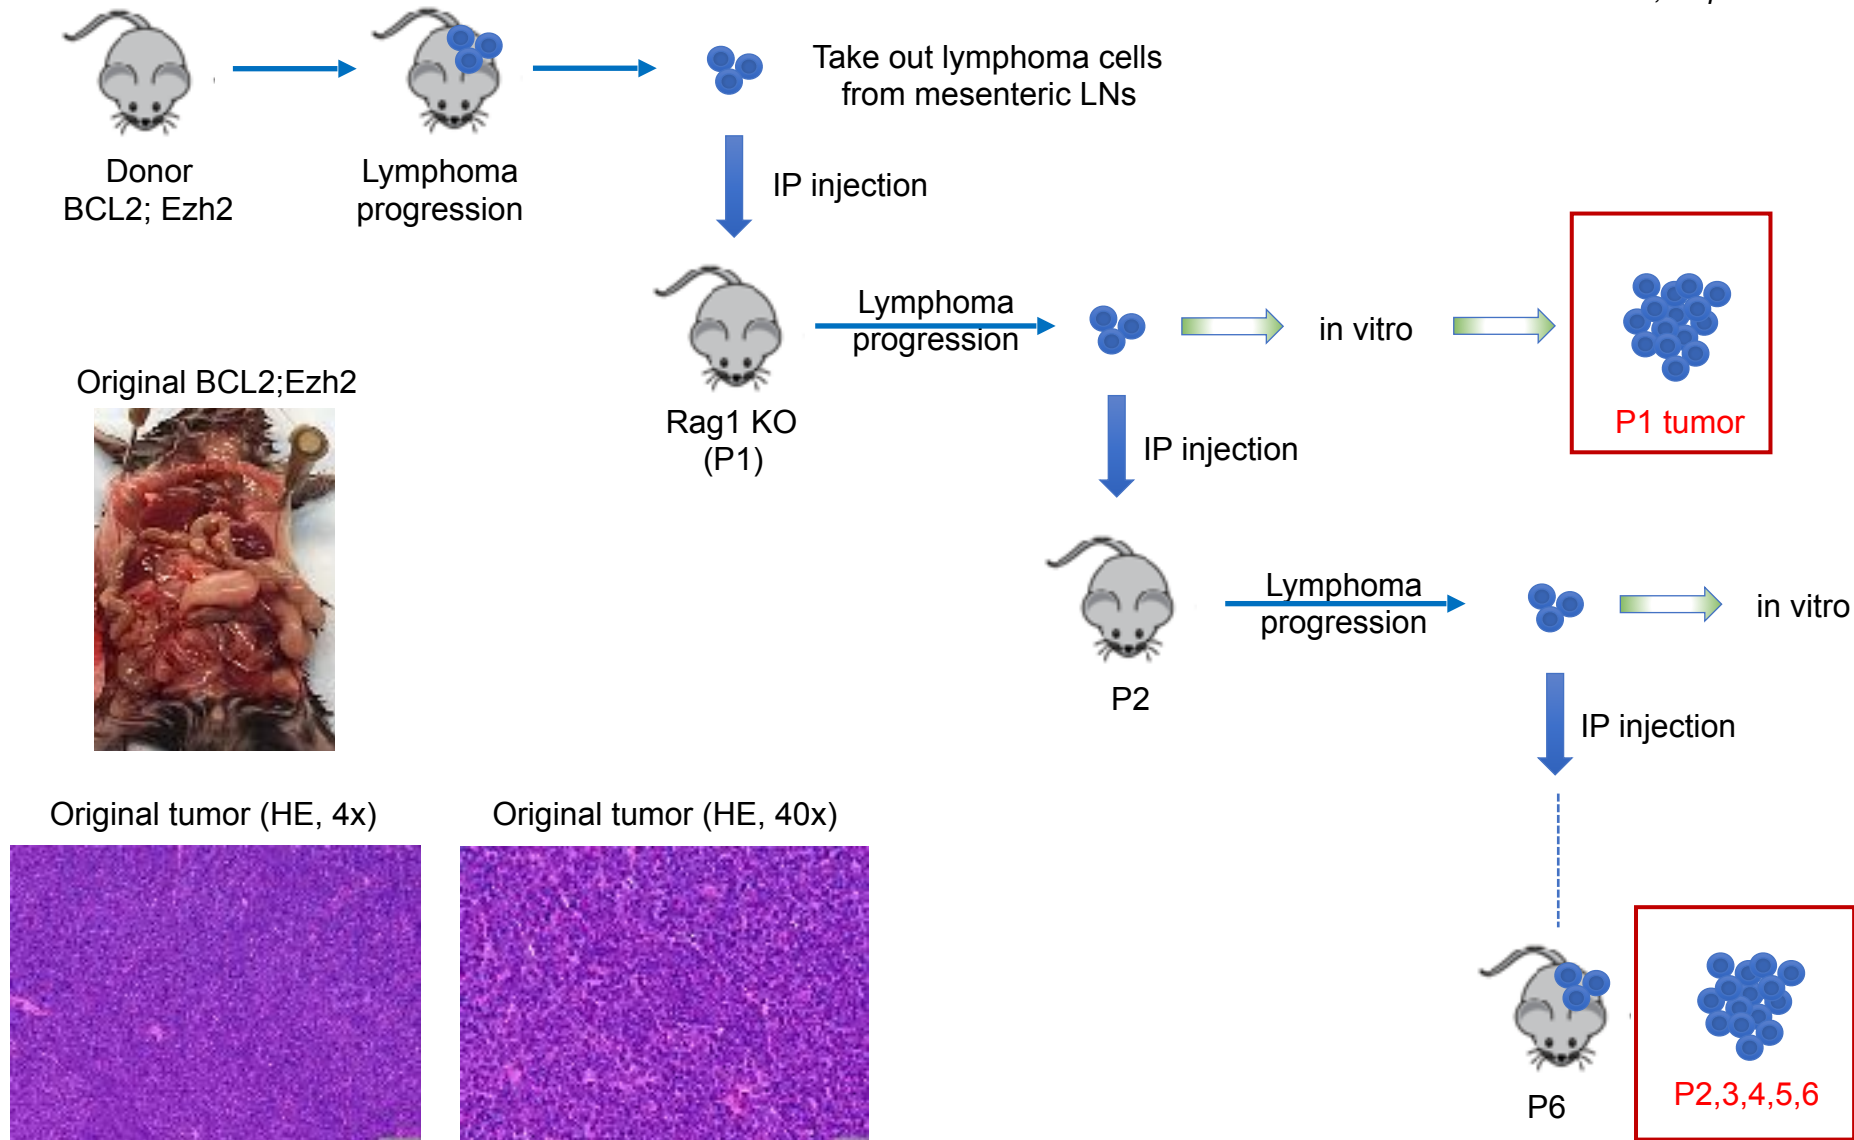 Take out lymphoma cells
from mesenteric LNs
Donor
BCL2; Ezh2
Lymphoma
progression
IP injection
Lymphoma
progression
in vitro
P1 tumor
Rag1 KO
(P1)
IP injection
Original BCL2;Ezh2
Lymphoma
progression
in vitro
P2
IP injection
Original tumor (HE, 4x)
Original tumor (HE, 40x)
P6
P2,3,4,5,6